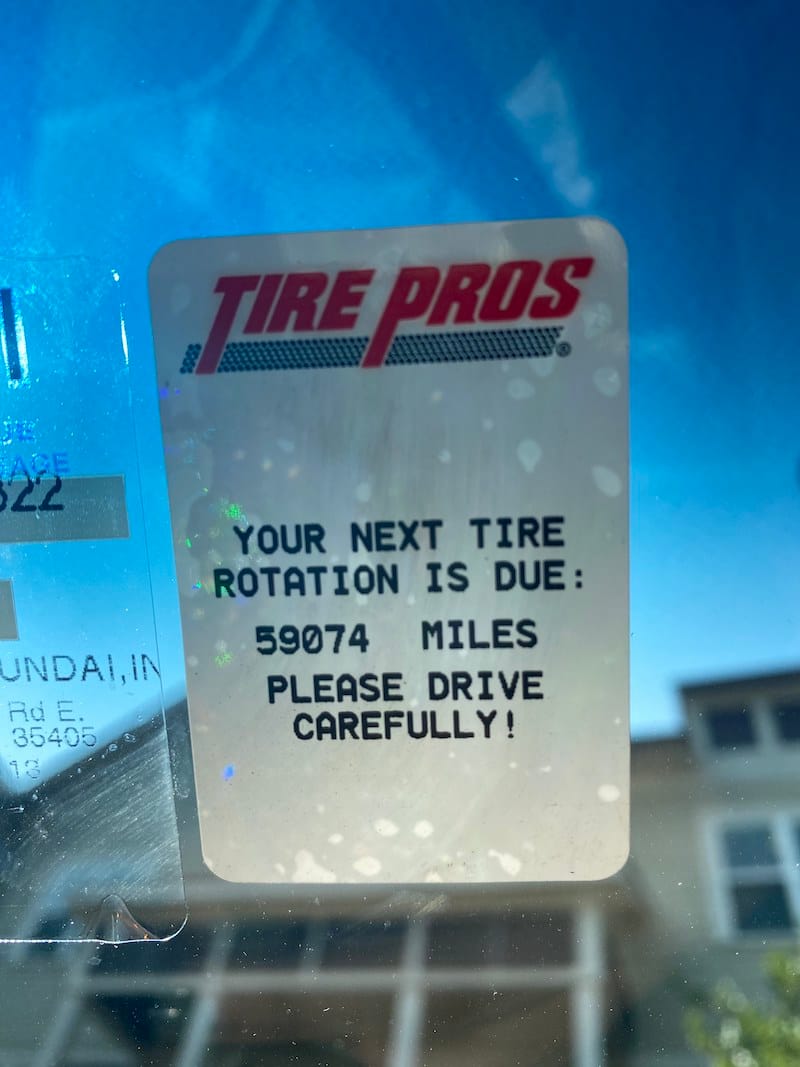 TIRE PROS
®
YOUR NEXT TIRE
ROTATION IS DUE:
59074 MILES
PLEASE DRIVE
CAREFULLY!
AGE
322
UNDAI, IN
Rd E.
35405
13